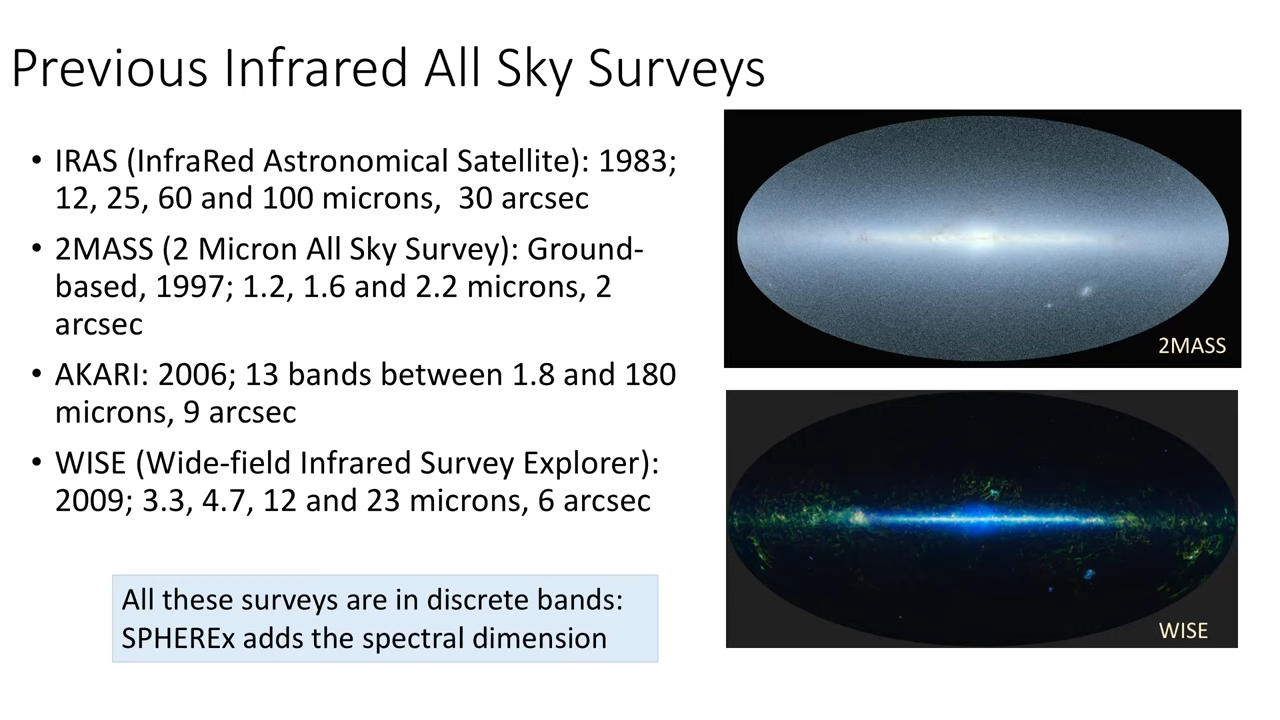 Previous Infrared All Sky Surveys
• IRAS (InfraRed Astronomical Satellite): 1983;
12, 25, 60 and 100 microns,  30 arcsec
• 2MASS (2 Micron All Sky Survey): Ground-
based, 1997; 1.2, 1.6 and 2.2 microns, 2
arcsec
• AKARI: 2006; 13 bands between 1.8 and 180
microns, 9 arcsec
• WISE (Wide-field Infrared Survey Explorer):
2009; 3.3, 4.7, 12 and 23 microns, 6 arcsec
All these surveys are in discrete bands:
SPHEREx adds the spectral dimension
2MASS
WISE